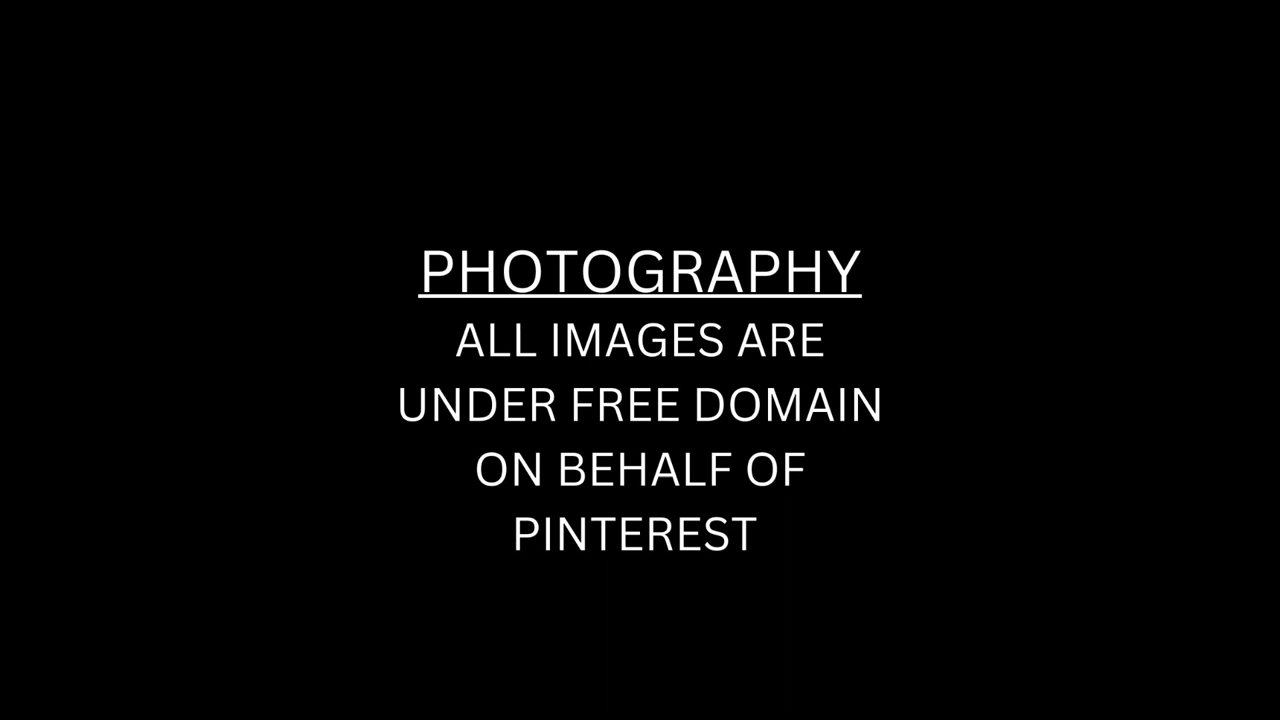 PHOTOGRAPHY
ALL IMAGES ARE
UNDER FREE DOMAIN
ON BEHALF OF
PINTEREST